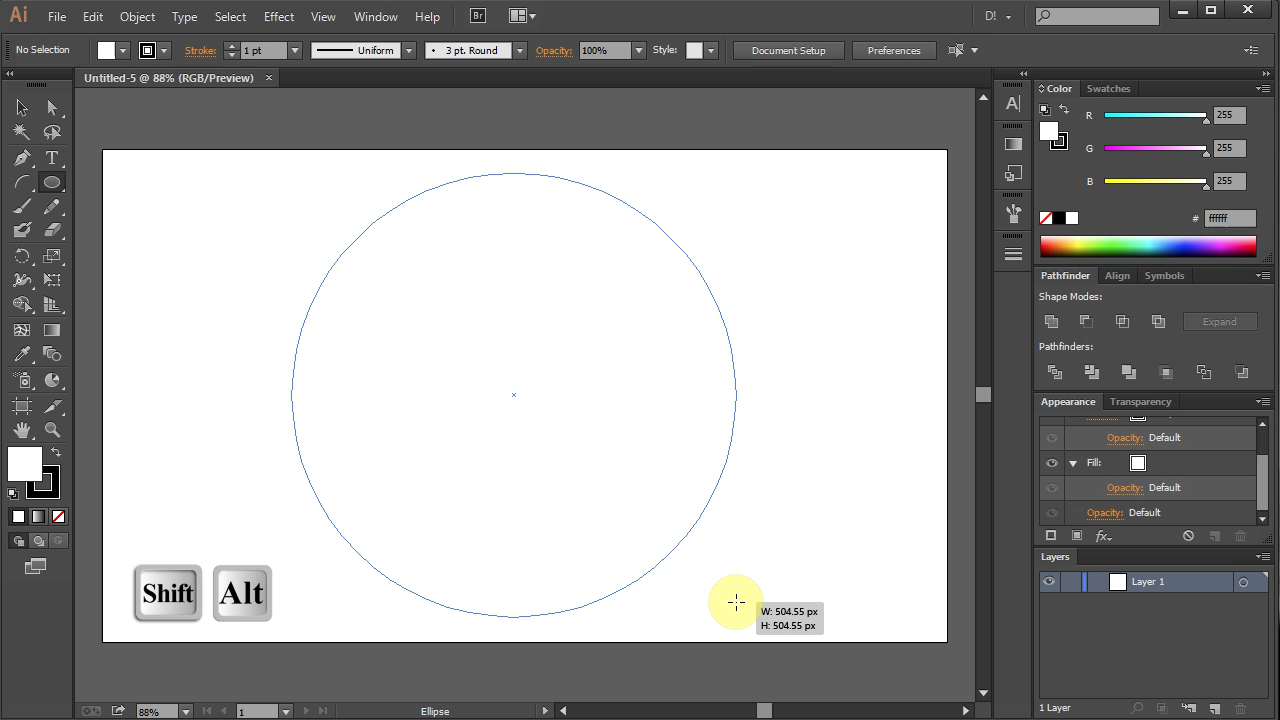 Ai File Edit Object Type Select Effect View Window Help Br D!
No Selection Stroke: 1 pt Uniform 3 pt. Round Opacity: 100% Style: Document Setup Preferences
Untitled-5 @ 88% (RGB/Preview) ×
Color Swatches
R 255
G 255
B 255
# ffffff
Pathfinder Align Symbols
Shape Modes:
Expand
Pathfinders:
Appearance Transparency
Opacity: Default
Fill:
Opacity: Default
Opacity: Default
fx
Layers
Layer 1
Shift Alt
W: 504.55 px
H: 504.55 px
88% 1 Ellipse
1 Layer